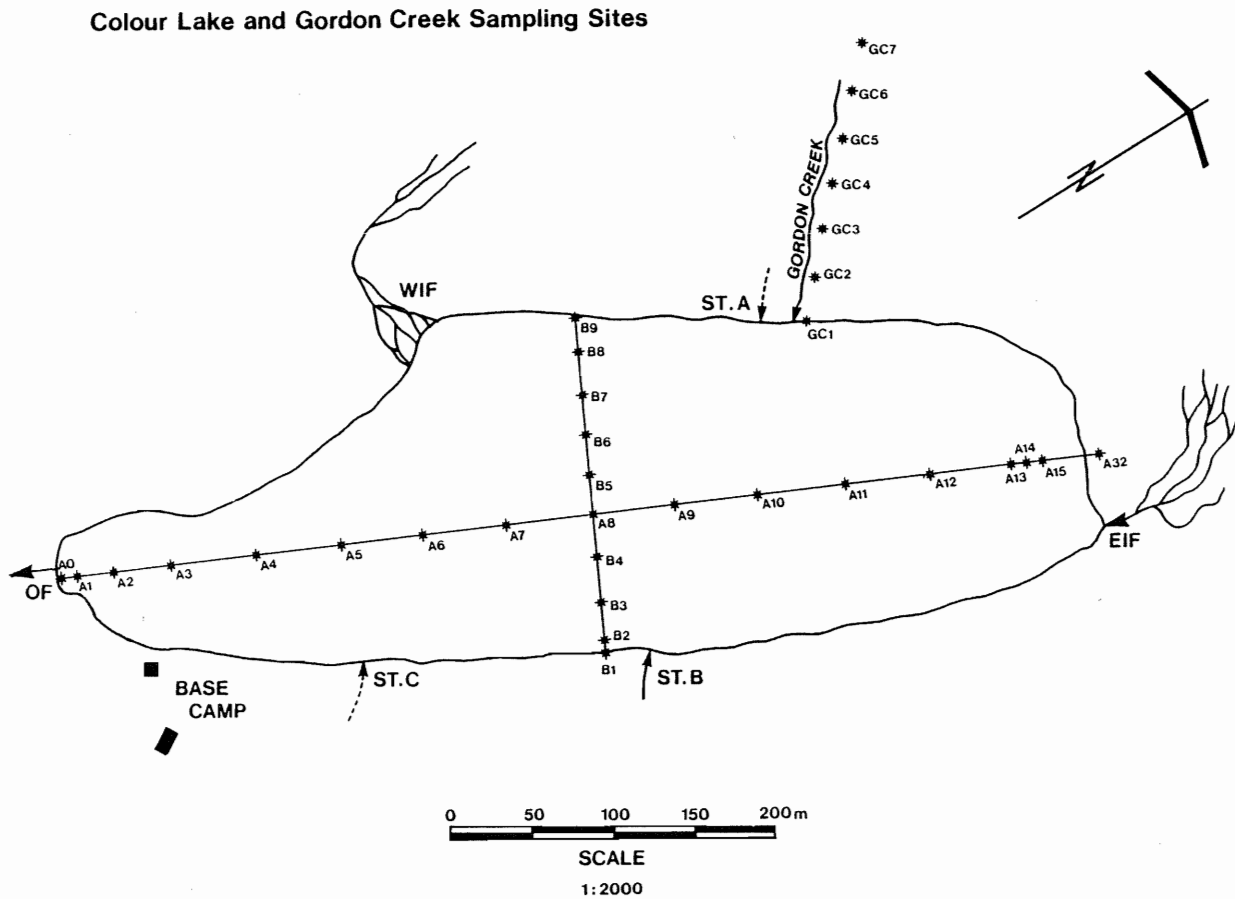 Colour Lake and Gordon Creek Sampling Sites
GC7
GC6
GC5
GC4
GC3
GC2
GC1
GORDON CREEK
N
WIF
ST.A
B9
B8
B7
B6
B5
B4
B3
B2
B1
A0
A1
A2
A3
A4
A5
A6
A7
A8
A9
A10
A11
A12
A14
A13
A15
A32
OF
EIF
ST.C
ST.B
BASE
CAMP
0 50 100 150 200m
SCALE
1:2000